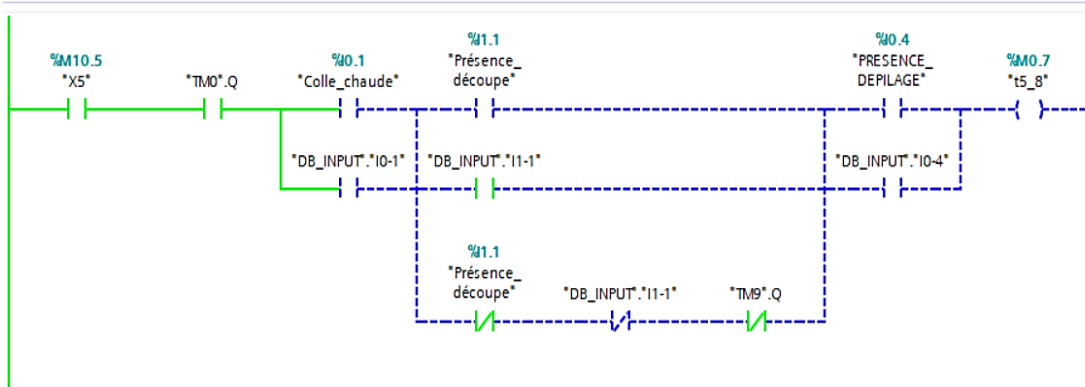 %I1.1
%M10.5
%I0.1
"Présence_
%I0.4
%M0.7
"X5"
"TM0".Q
"Colle_chaude"
découpe"
"PRESENCE_
DEPILAGE"
"t5_8"
"DB_INPUT"."I0-1"
"DB_INPUT"."I1-1"
"DB_INPUT"."I0-4"
%I1.1
"Présence_
découpe"
"DB_INPUT"."I1-1"
"TM9".Q